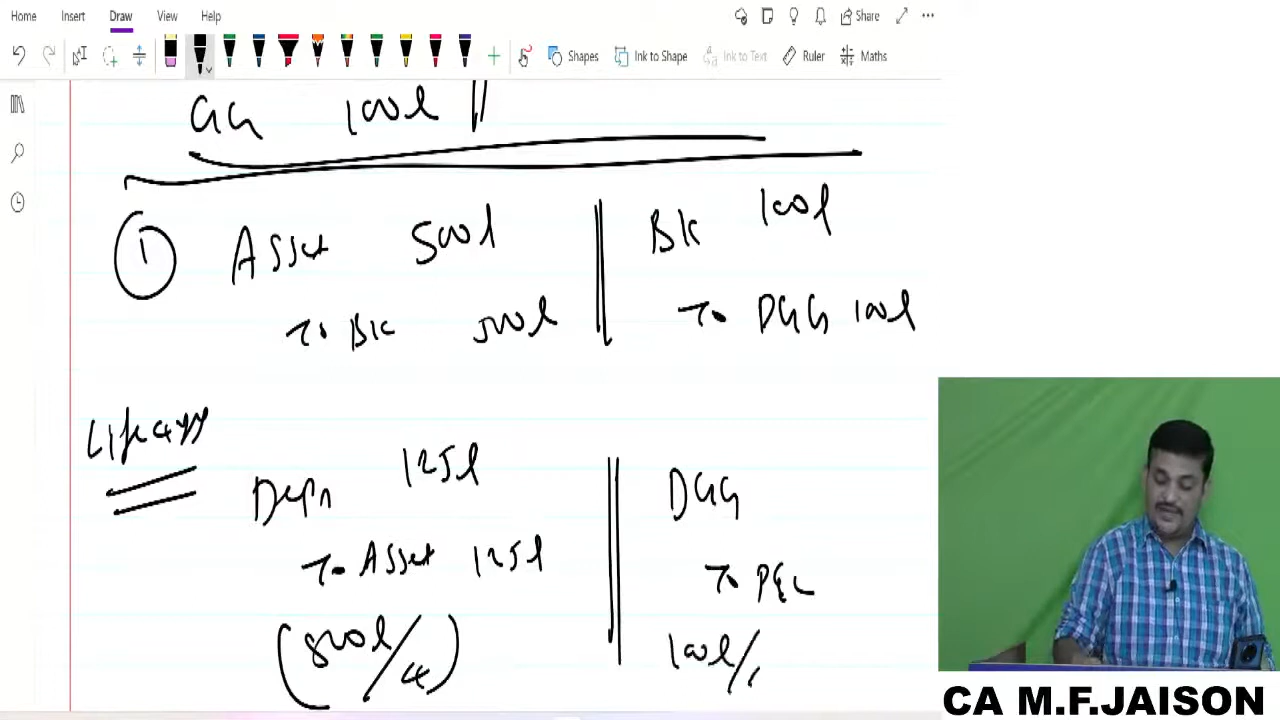 Home Insert Draw View Help Share
Shapes Ink to Shape Ink to Text Ruler Maths
GG 100l
① Asset 500l Bk 100l
To Bk 500l To DGG 100l
Life 4yr
Depn 125l DGG
To Asset 125l To P&L
(500l/4) 100l/
CA M.F.JAISON